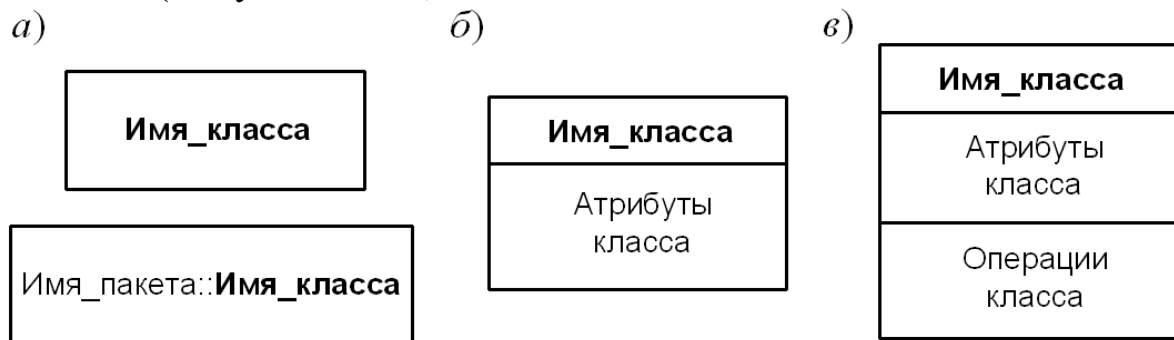 а)
Имя_класса
Имя_пакета::Имя_класса
б)
Имя_класса
Атрибуты
класса
в)
Имя_класса
Атрибуты
класса
Операции
класса